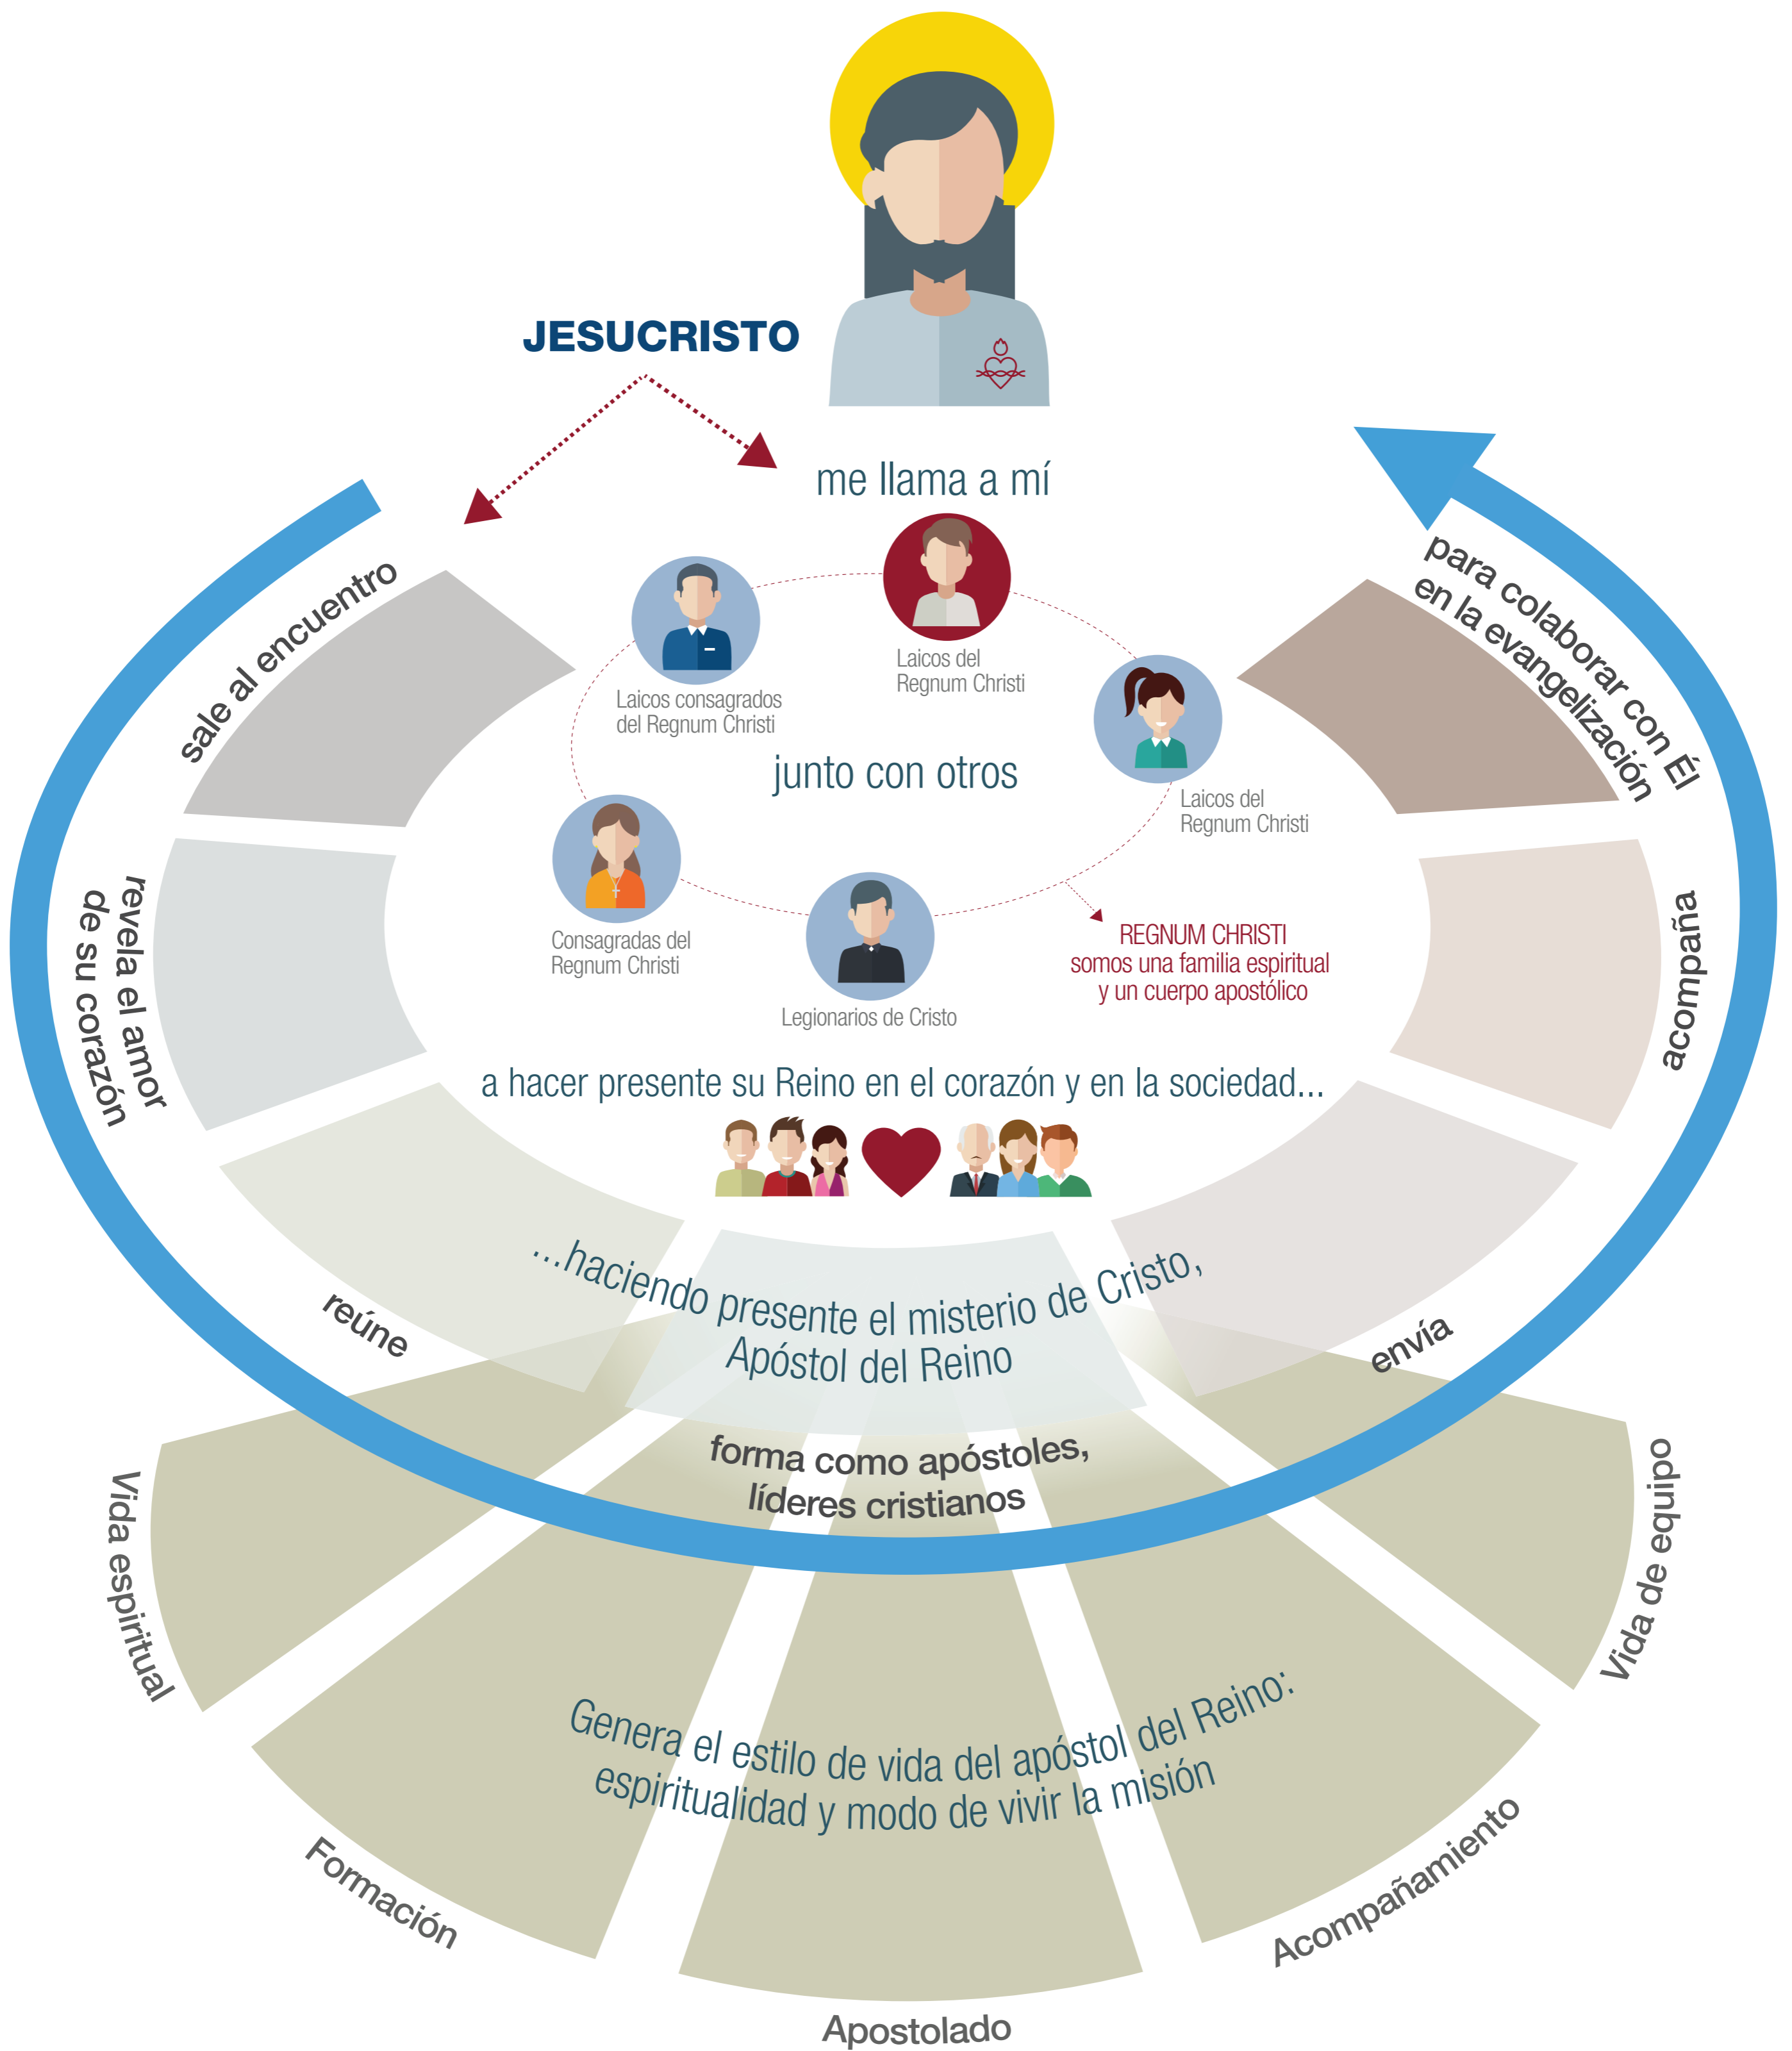 JESUCRISTO
me llama a mí
Laicos del
Regnum Christi
Laicos consagrados
del Regnum Christi
junto con otros
Laicos del
Regnum Christi
Consagradas del
Regnum Christi
Legionarios de Cristo
REGNUM CHRISTI
somos una familia espiritual
y un cuerpo apostólico
a hacer presente su Reino en el corazón y en la sociedad...
sale al encuentro
revela el amor
de su corazón
reúne
...haciendo presente el misterio de Cristo,
Apóstol del Reino
forma como apóstoles,
líderes cristianos
envía
acompaña
para colaborar con Él
en la evangelización
Genera el estilo de vida del apóstol del Reino:
espiritualidad y modo de vivir la misión
Vida espiritual
Formación
Apostolado
Acompañamiento
Vida de equipo